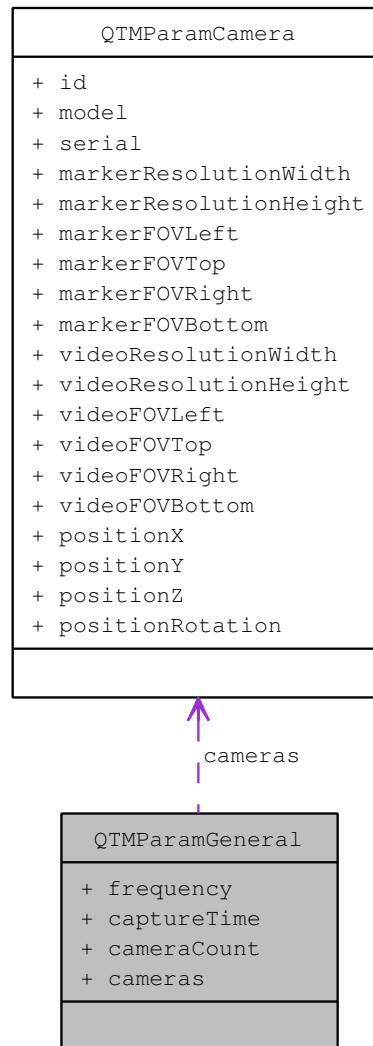 QTMParamCamera
+ id
+ model
+ serial
+ markerResolutionWidth
+ markerResolutionHeight
+ markerFOVLeft
+ markerFOVTop
+ markerFOVRight
+ markerFOVBottom
+ videoResolutionWidth
+ videoResolutionHeight
+ videoFOVLeft
+ videoFOVTop
+ videoFOVRight
+ videoFOVBottom
+ positionX
+ positionY
+ positionZ
+ positionRotation
cameras
QTMParamGeneral
+ frequency
+ captureTime
+ cameraCount
+ cameras